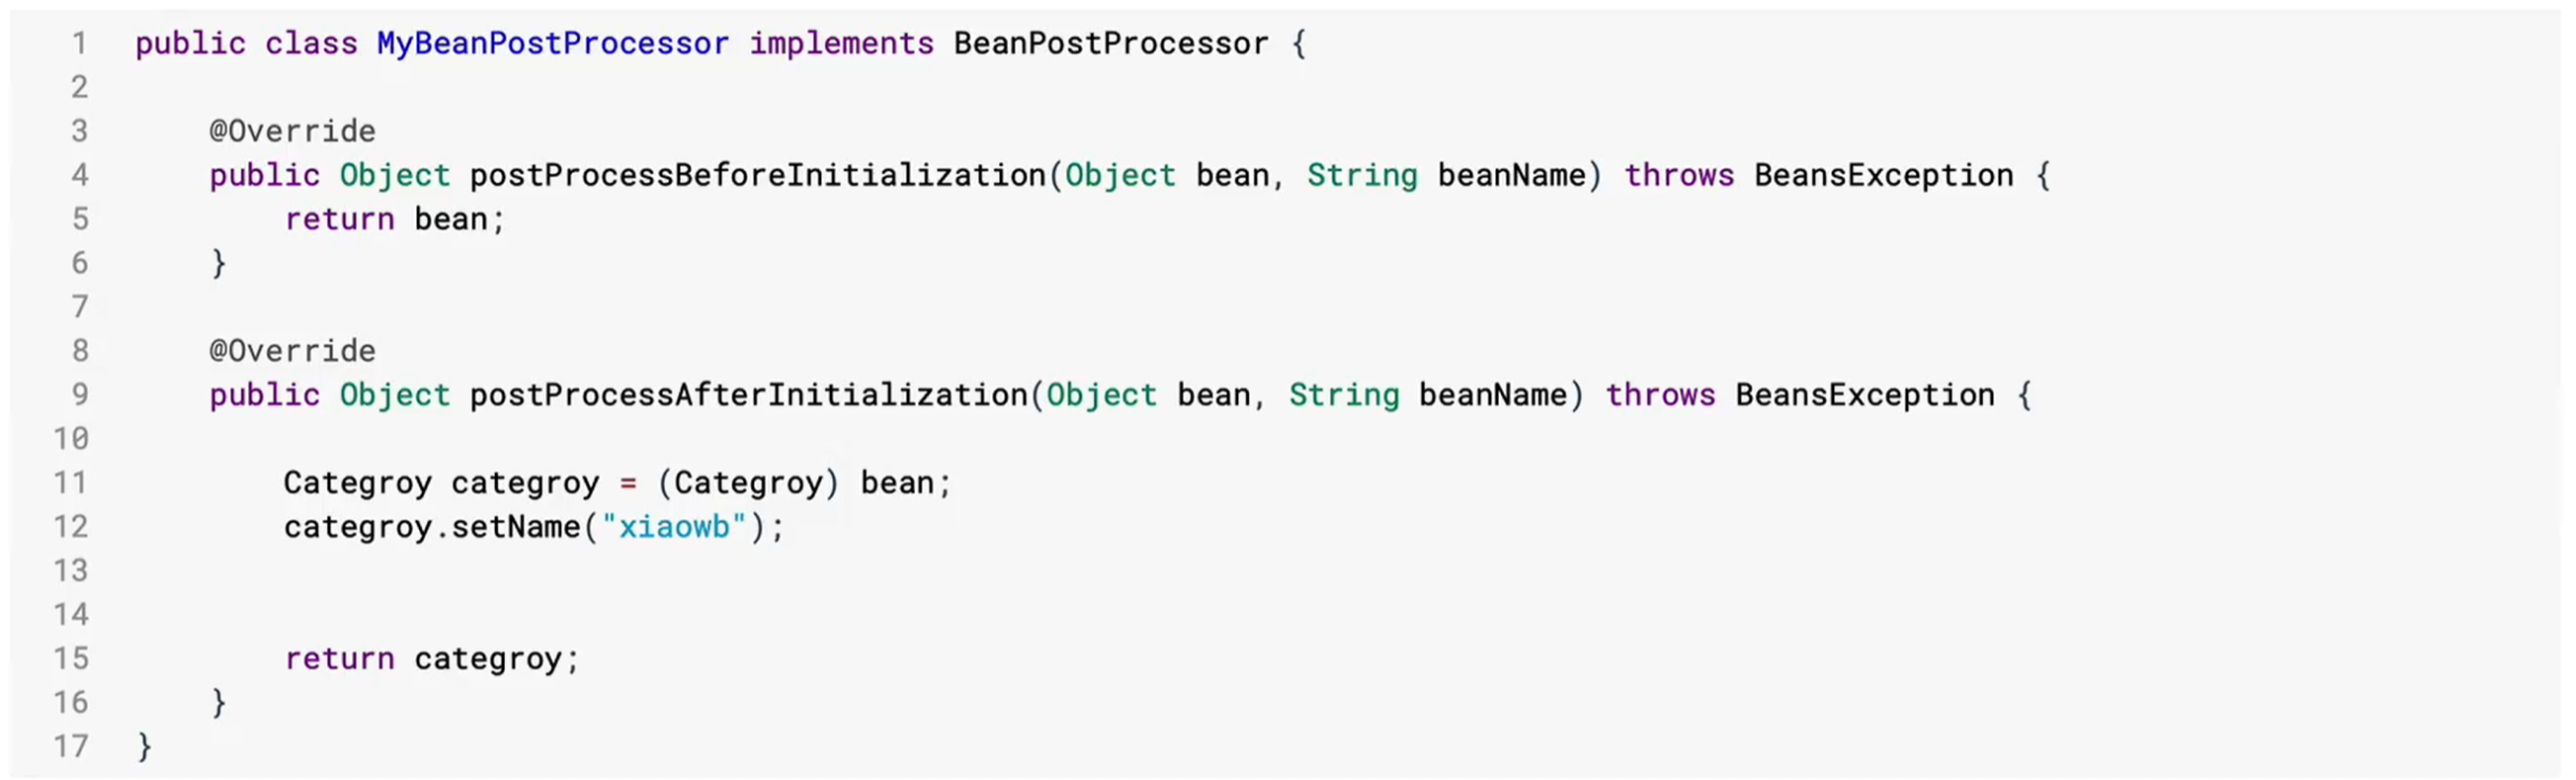 1 public class MyBeanPostProcessor implements BeanPostProcessor {
2
3 @Override
4 public Object postProcessBeforeInitialization(Object bean, String beanName) throws BeansException {
5 return bean;
6 }
7
8 @Override
9 public Object postProcessAfterInitialization(Object bean, String beanName) throws BeansException {
10
11 Categroy categroy = (Categroy) bean;
12 categroy.setName("xiaowb");
13
14
15 return categroy;
16 }
17 }